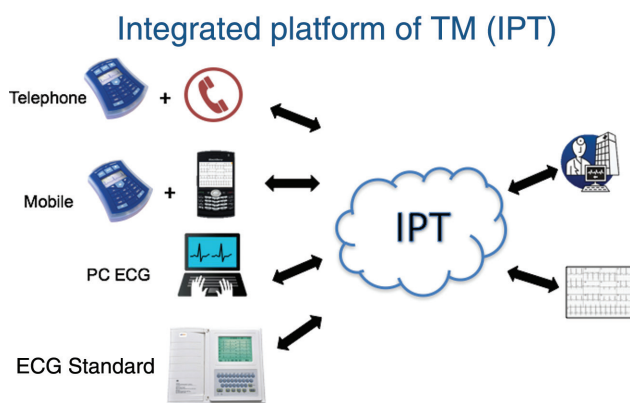 Integrated platform of TM (IPT)
Telephone
+
Mobile
+
IPT
PC ECG
ECG Standard